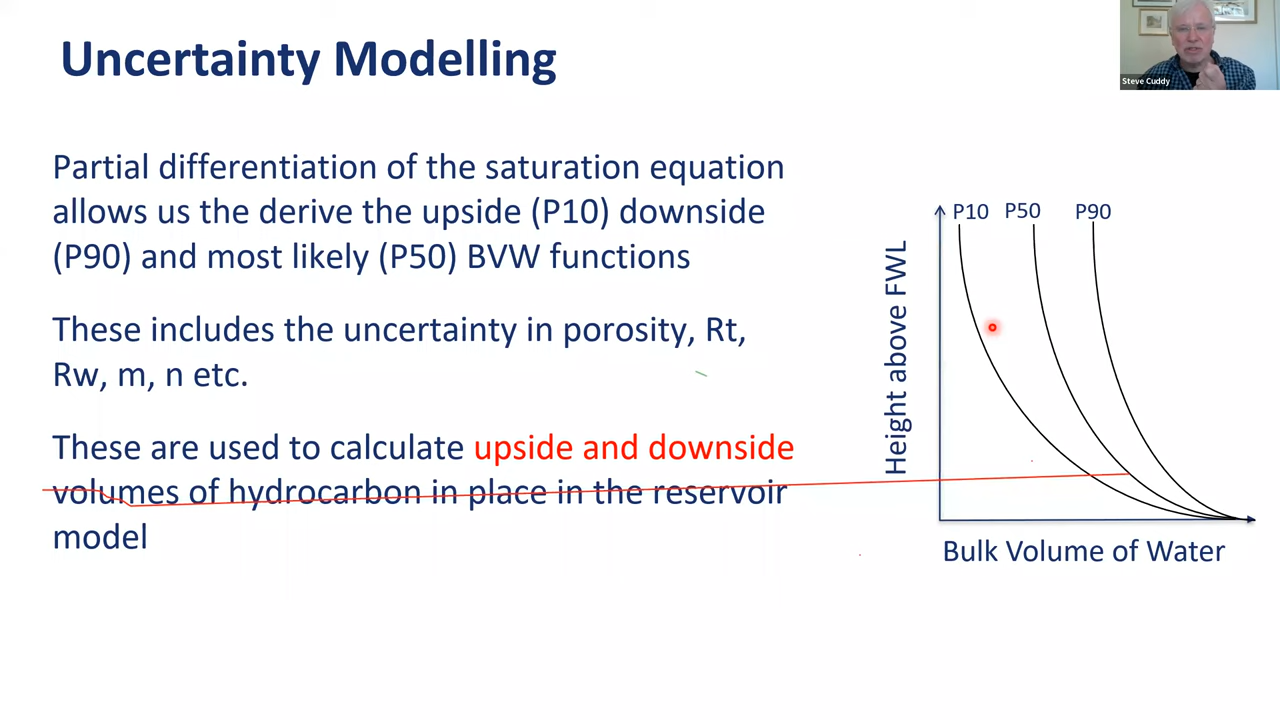 Uncertainty Modelling
Steve Cuddy
Partial differentiation of the saturation equation
allows us the derive the upside (P10) downside
(P90) and most likely (P50) BVW functions
These includes the uncertainty in porosity, Rt,
Rw, m, n etc.
These are used to calculate upside and downside
volumes of hydrocarbon in place in the reservoir
model
P10 P50 P90
Height above FWL
Bulk Volume of Water